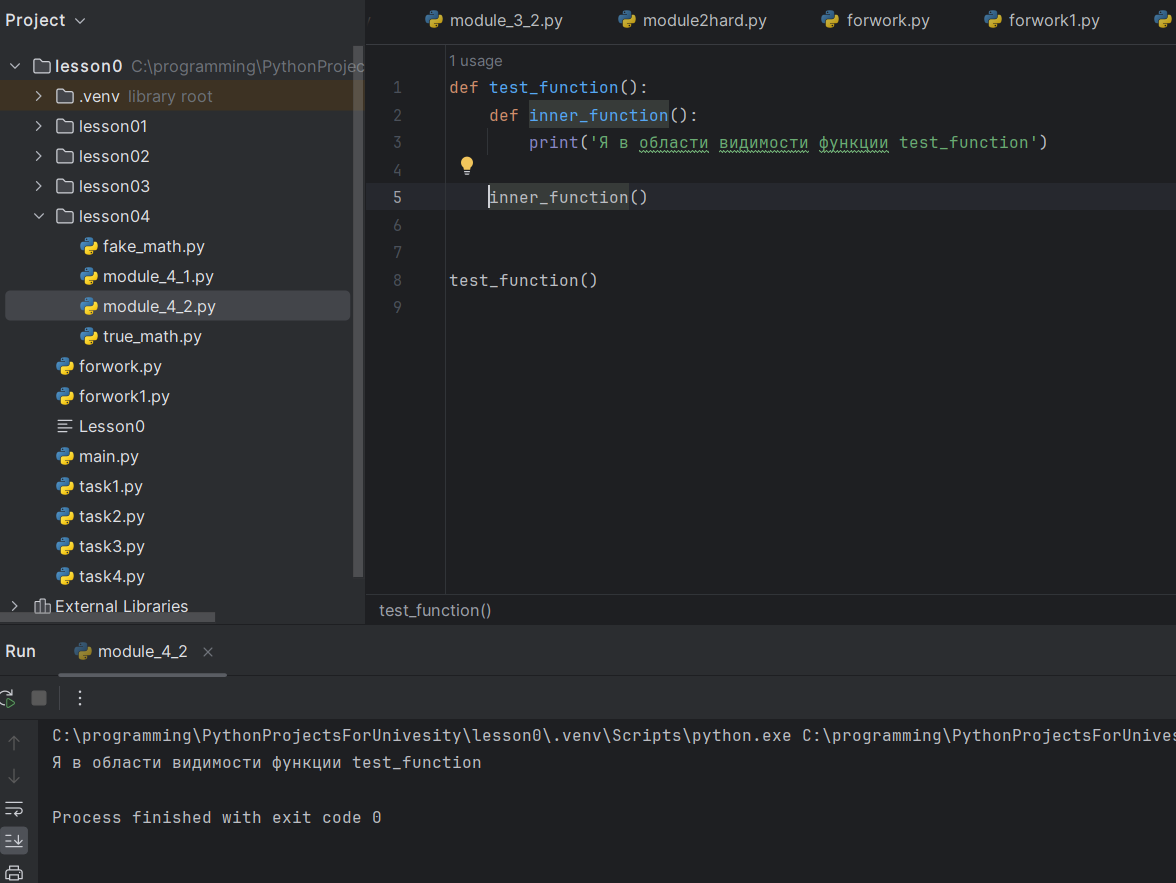 Project
lesson0 C:\programming\PythonProjec
.venv library root
lesson01
lesson02
lesson03
lesson04
fake_math.py
module_4_1.py
module_4_2.py
true_math.py
forwork.py
forwork1.py
Lesson0
main.py
task1.py
task2.py
task3.py
task4.py
External Libraries
module_3_2.py module2hard.py forwork.py forwork1.py
1 usage
1 def test_function():
2 def inner_function():
3 print('Я в области видимости функции test_function')
4
5 inner_function()
6
7
8 test_function()
9
test_function()
Run module_4_2
C:\programming\PythonProjectsForUnivesity\lesson0\.venv\Scripts\python.exe C:\programming\PythonProjectsForUnives
Я в области видимости функции test_function
Process finished with exit code 0